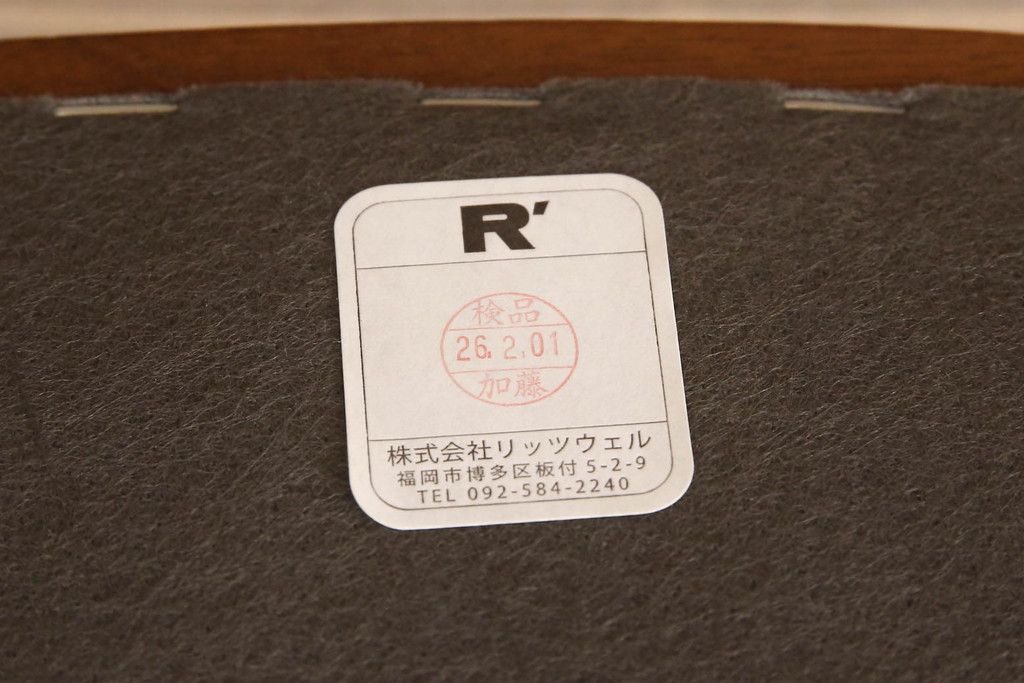 R'
検品
26.2.01
加藤
株式会社リッツウェル
福岡市博多区板付 5-2-9
TEL 092-584-2240